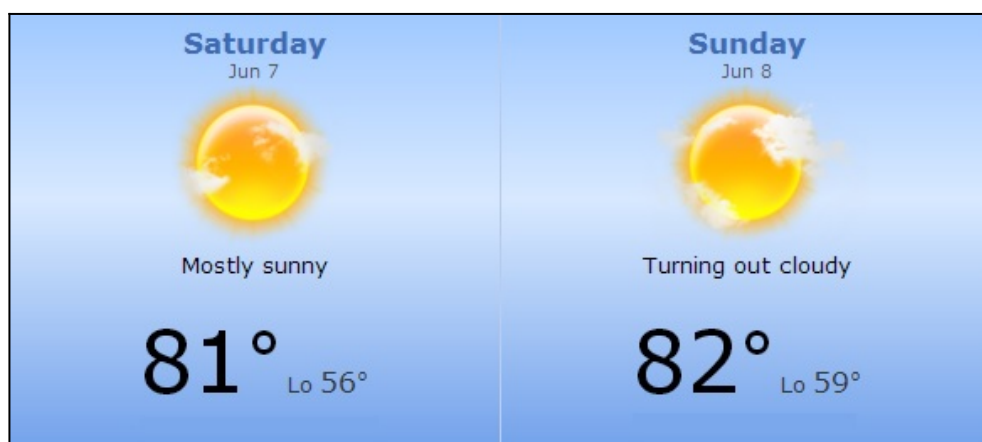 Saturday
Jun 7
Mostly sunny
81° Lo 56°
Sunday
Jun 8
Turning out cloudy
82° Lo 59°